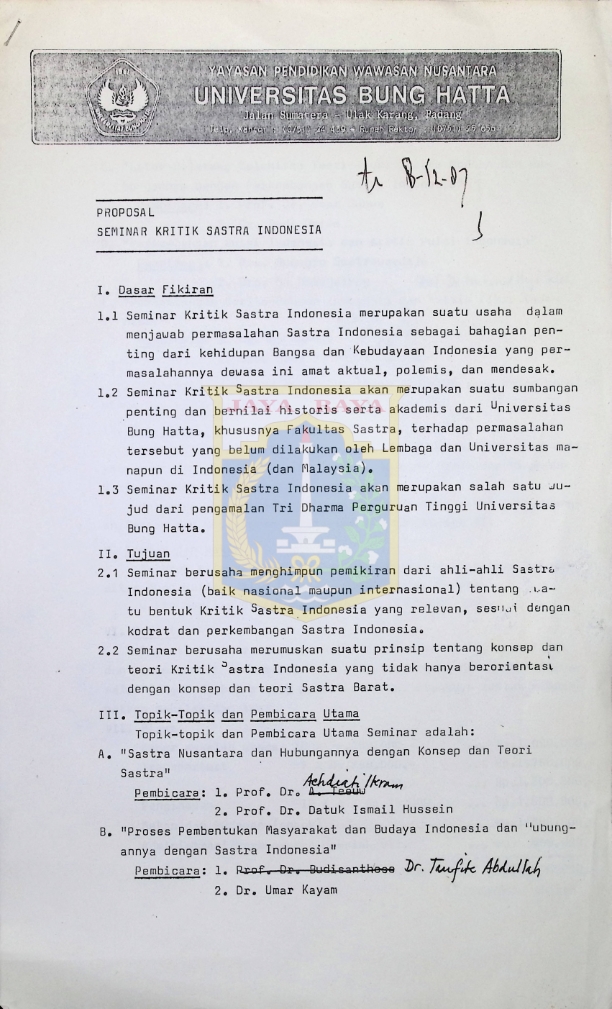 YAYASAN PENDIDIKAN WAWASAN NUSANTARA
UNIVERSITAS BUNG HATTA
Jalan Sumatera - Ulak Karang, Padang
PROPOSAL
SEMINAR KRITIK SASTRA INDONESIA
I. Dasar Fikiran
1.1 Seminar Kritik Sastra Indonesia merupakan suatu usaha dalam
menjawab permasalahan Sastra Indonesia sebagai bahagian pen-
ting dari kehidupan Bangsa dan Kebudayaan Indonesia yang per-
masalahannya dewasa ini amat aktual, polemis, dan mendesak.
1.2 Seminar Kritik Sastra Indonesia akan merupakan suatu sumbangan
JAYA RAYA
penting dan bernilai historis serta akademis dari Universitas
Bung Hatta, khususnya Fakultas Sastra, terhadap permasalahan
tersebut yang belum dilakukan oleh Lembaga dan Universitas ma-
napun di Indonesia (dan Malaysia).
1.3 Seminar Kritik Sastra Indonesia akan merupakan salah satu wu-
jud dari pengamalan Tri Dharma Perguruan Tinggi Universitas
Bung Hatta.
II. Tujuan
2.1 Seminar berusaha menghimpun pemikiran dari ahli-ahli Sastra
Indonesia (baik nasional maupun internasional) tentang sua-
tu bentuk Kritik Sastra Indonesia yang relevan, sesuai dengan
kodrat dan perkembangan Sastra Indonesia.
2.2 Seminar berusaha merumuskan suatu prinsip tentang konsep dan
teori Kritik Sastra Indonesia yang tidak hanya berorientasi
dengan konsep dan teori Sastra Barat.
III. Topik-Topik dan Pembicara Utama
Topik-topik dan Pembicara Utama Seminar adalah:
A. "Sastra Nusantara dan Hubungannya dengan Konsep dan Teori
Sastra"
Achdiati Ikram
Pembicara: 1. Prof. Dr. A. Teeuw
2. Prof. Dr. Datuk Ismail Hussein
B. "Proses Pembentukan Masyarakat dan Budaya Indonesia dan Hubung-
annya dengan Sastra Indonesia"
Pembicara: 1. Prof. Dr. Budisanthoso Dr. Taufik Abdullah
2. Dr. Umar Kayam